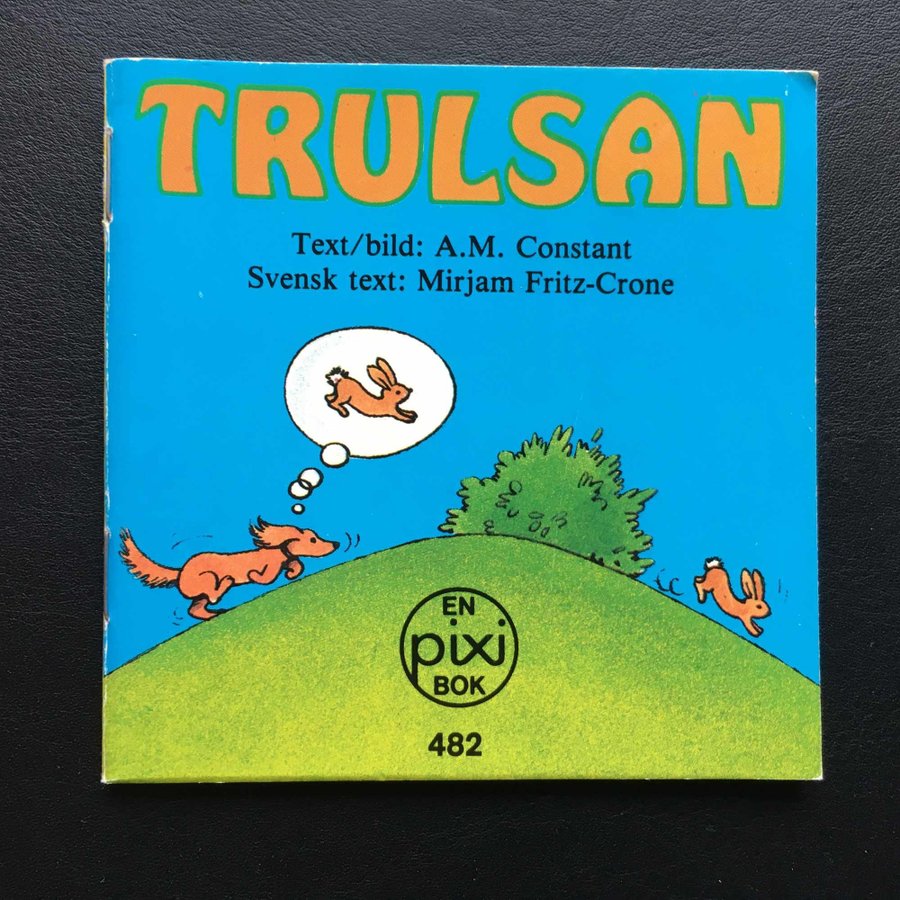 TRULSAN
Text/bild: A.M. Constant
Svensk text: Mirjam Fritz-Crone
EN
pixi
BOK
482